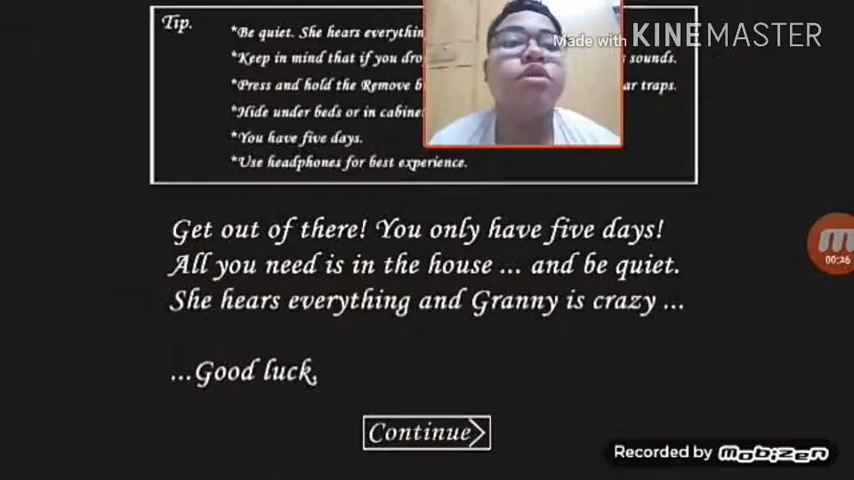 Tip.
*Be quiet. She hears everythin
*Keep in mind that if you dro
sounds.
*Press and hold the Remove b
ar traps.
*Hide under beds or in cabine
*You have five days.
*Use headphones for best experience.
Made with KINEMASTER
Get out of there! You only have five days!
All you need is in the house ... and be quiet.
She hears everything and Granny is crazy ...
...Good luck.
Continue
00:26
Recorded by mobizen